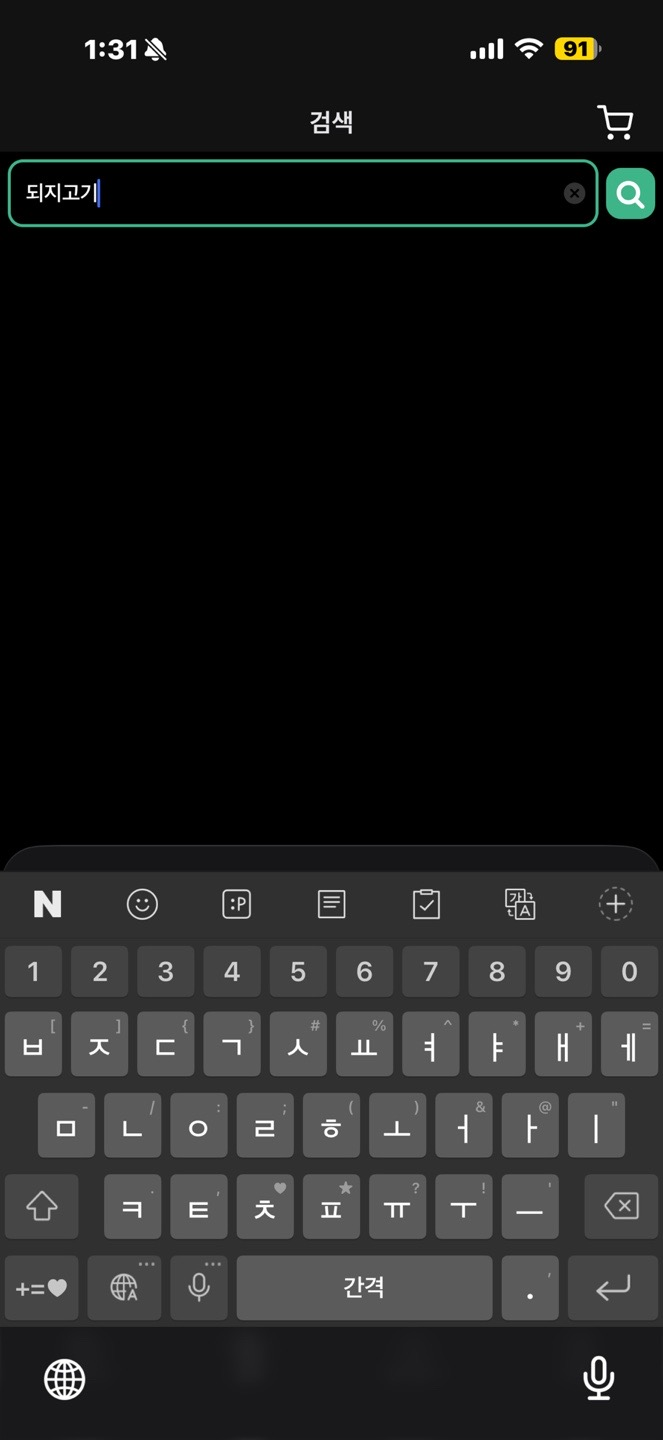 1:31
91
검색
되지고기
N
:P
가 A
1 2 3 4 5 6 7 8 9 0
[ ] { } # % ^ * + =
ㅂ ㅈ ㄷ ㄱ ㅅ ㅛ ㅕ ㅑ ㅐ ㅔ
- / : ; ( ) & @ "
ㅁ ㄴ ㅇ ㄹ ㅎ ㅗ ㅓ ㅏ ㅣ
. , ♥ ★ ? ! '
ㅋ ㅌ ㅊ ㅍ ㅠ ㅜ ㅡ
+=♥ A 간격 . ,